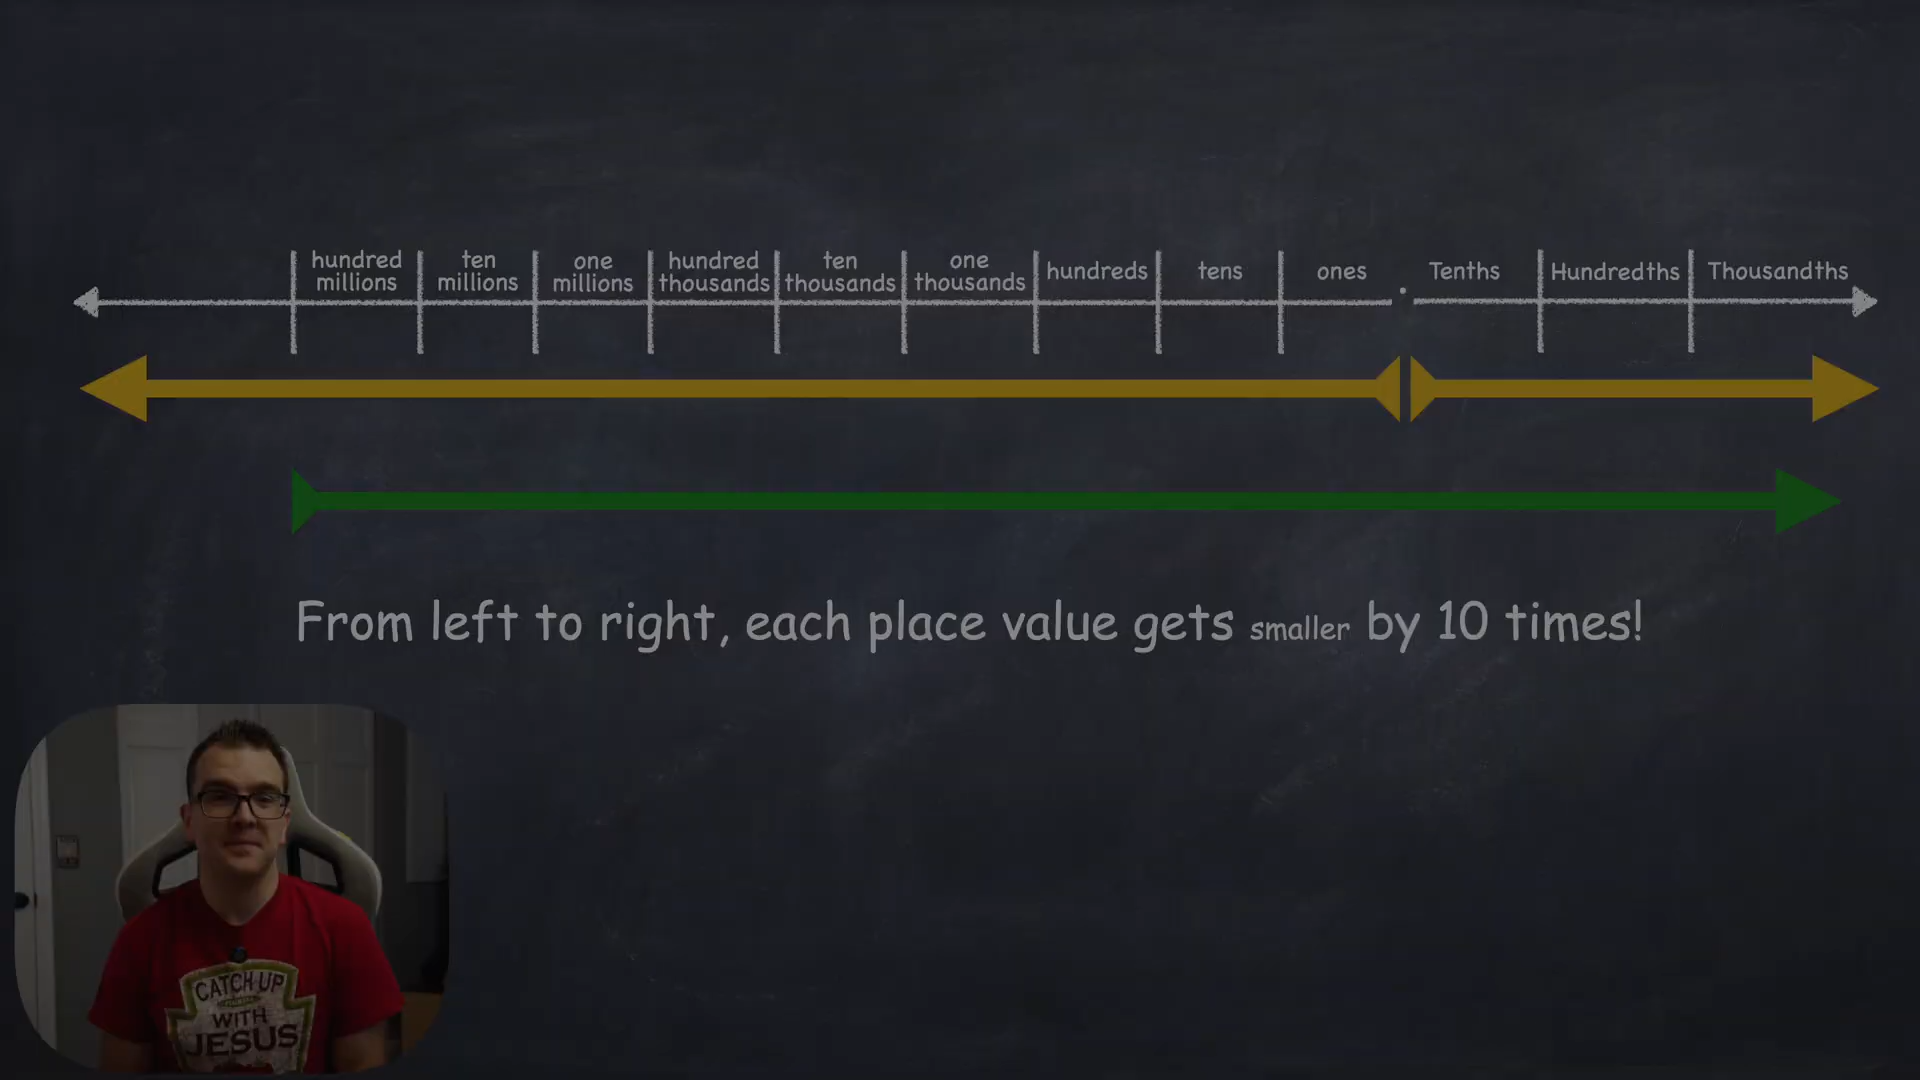 hundred millions
ten millions
one millions
hundred thousands
ten thousands
one thousands
hundreds
tens
ones
.
Tenths
Hundredths
Thousandths
From left to right, each place value gets smaller by 10 times!
CATCH UP
WITH
JESUS